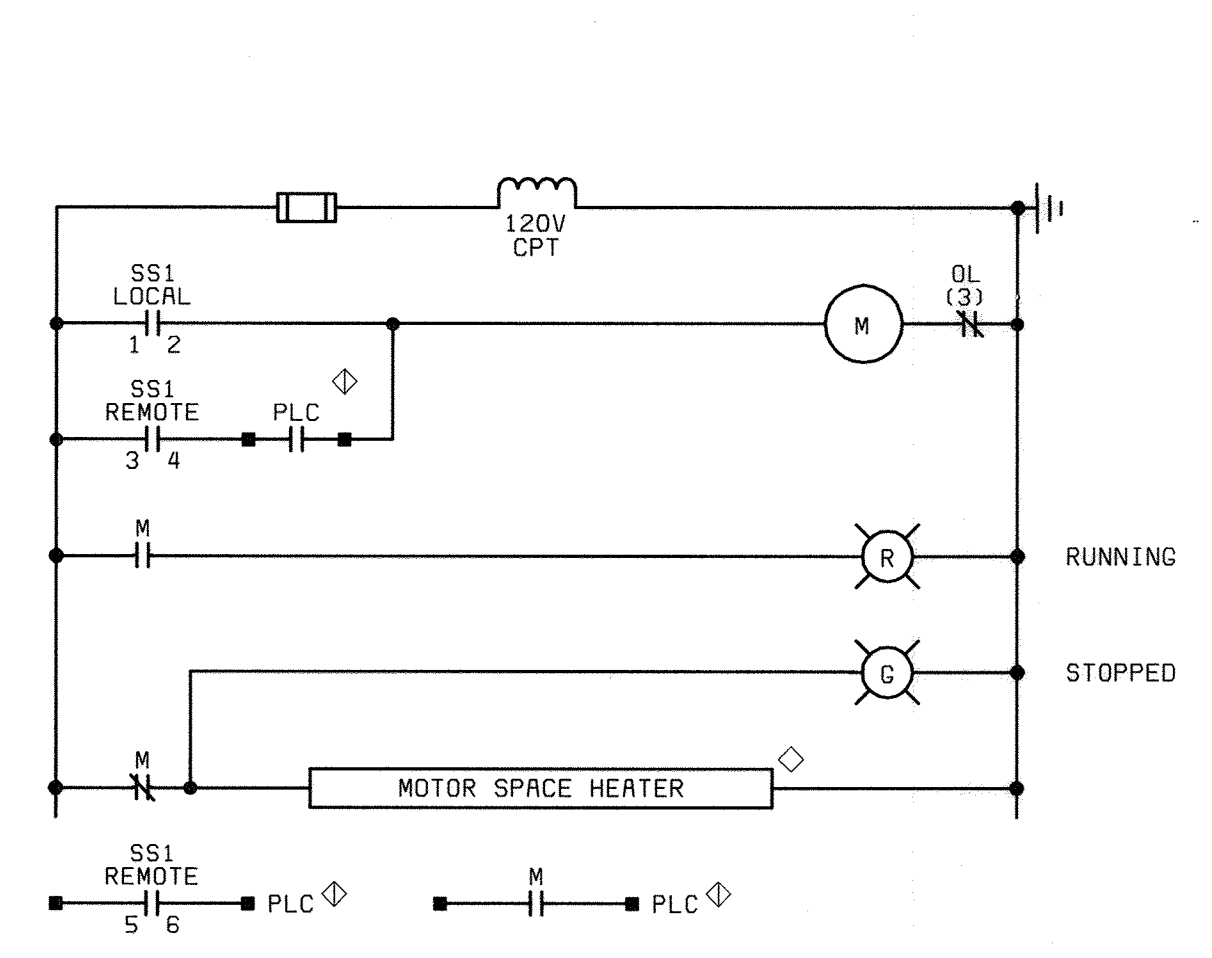 120V
CPT
SS1
LOCAL
1 2
M
OL
(3)
SS1
REMOTE
PLC
3 4
M
R
RUNNING
G
STOPPED
M
MOTOR SPACE HEATER
SS1
REMOTE
PLC
5 6
M
PLC